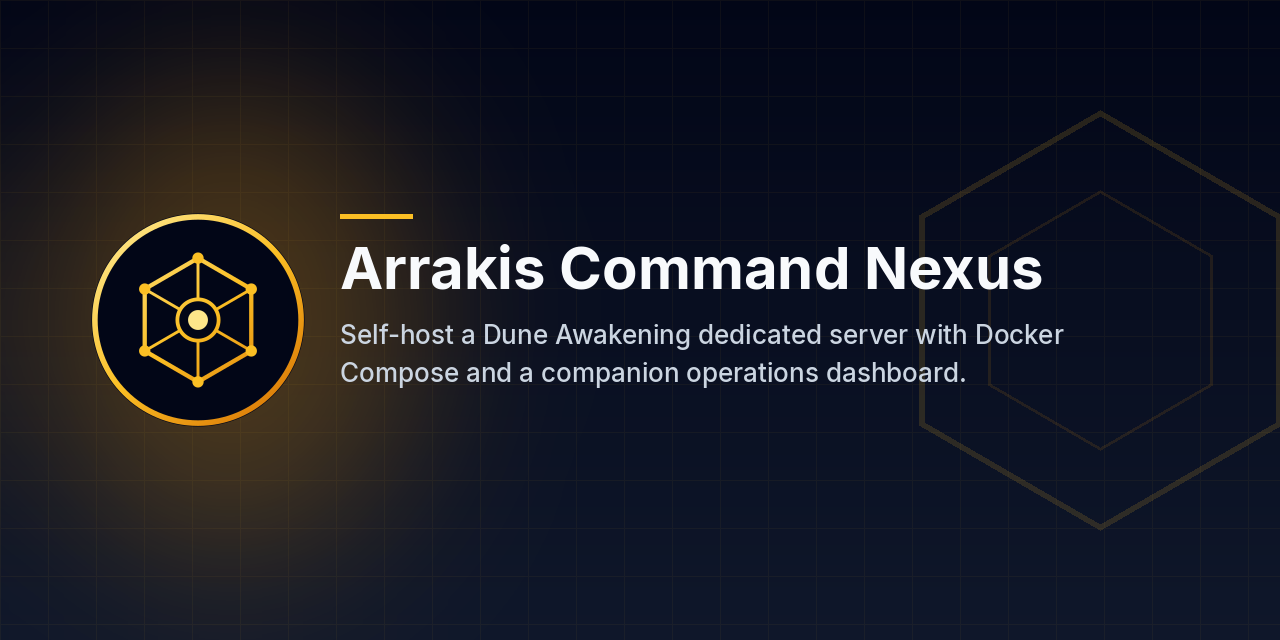 Arrakis Command Nexus
Self-host a Dune Awakening dedicated server with Docker
Compose and a companion operations dashboard.